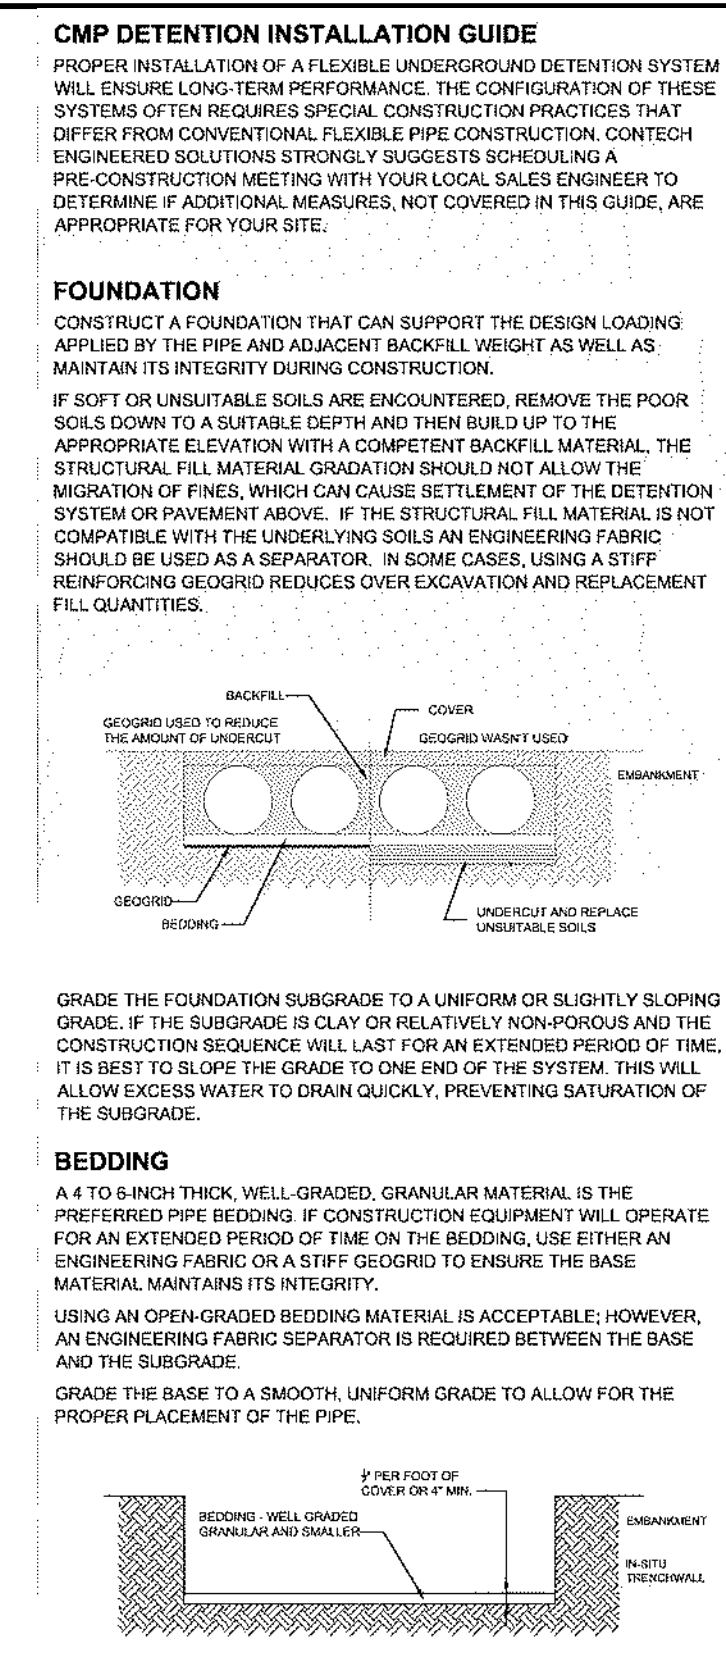 CMP DETENTION INSTALLATION GUIDE
PROPER INSTALLATION OF A FLEXIBLE UNDERGROUND DETENTION SYSTEM
WILL ENSURE LONG-TERM PERFORMANCE. THE CONFIGURATION OF THESE
SYSTEMS OFTEN REQUIRES SPECIAL CONSTRUCTION PRACTICES THAT
DIFFER FROM CONVENTIONAL FLEXIBLE PIPE CONSTRUCTION. CONTECH
ENGINEERED SOLUTIONS STRONGLY SUGGESTS SCHEDULING A
PRE-CONSTRUCTION MEETING WITH YOUR LOCAL SALES ENGINEER TO
DETERMINE IF ADDITIONAL MEASURES, NOT COVERED IN THIS GUIDE, ARE
APPROPRIATE FOR YOUR SITE.
FOUNDATION
CONSTRUCT A FOUNDATION THAT CAN SUPPORT THE DESIGN LOADING
APPLIED BY THE PIPE AND ADJACENT BACKFILL WEIGHT AS WELL AS
MAINTAIN ITS INTEGRITY DURING CONSTRUCTION.
IF SOFT OR UNSUITABLE SOILS ARE ENCOUNTERED, REMOVE THE POOR
SOILS DOWN TO A SUITABLE DEPTH AND THEN BUILD UP TO THE
APPROPRIATE ELEVATION WITH A COMPETENT BACKFILL MATERIAL. THE
STRUCTURAL FILL MATERIAL GRADATION SHOULD NOT ALLOW THE
MIGRATION OF FINES, WHICH CAN CAUSE SETTLEMENT OF THE DETENTION
SYSTEM OR PAVEMENT ABOVE. IF THE STRUCTURAL FILL MATERIAL IS NOT
COMPATIBLE WITH THE UNDERLYING SOILS AN ENGINEERING FABRIC
SHOULD BE USED AS A SEPARATOR. IN SOME CASES, USING A STIFF
REINFORCING GEOGRID REDUCES OVER EXCAVATION AND REPLACEMENT
FILL QUANTITIES.
BACKFILL
COVER
GEOGRID USED TO REDUCE
THE AMOUNT OF UNDERCUT
GEOGRID WASN'T USED
EMBANKMENT
GEOGRID
BEDDING
UNDERCUT AND REPLACE
UNSUITABLE SOILS
GRADE THE FOUNDATION SUBGRADE TO A UNIFORM OR SLIGHTLY SLOPING
GRADE. IF THE SUBGRADE IS CLAY OR RELATIVELY NON-POROUS AND THE
CONSTRUCTION SEQUENCE WILL LAST FOR AN EXTENDED PERIOD OF TIME,
IT IS BEST TO SLOPE THE GRADE TO ONE END OF THE SYSTEM. THIS WILL
ALLOW EXCESS WATER TO DRAIN QUICKLY, PREVENTING SATURATION OF
THE SUBGRADE.
BEDDING
A 4 TO 6-INCH THICK, WELL-GRADED, GRANULAR MATERIAL IS THE
PREFERRED PIPE BEDDING. IF CONSTRUCTION EQUIPMENT WILL OPERATE
FOR AN EXTENDED PERIOD OF TIME ON THE BEDDING, USE EITHER AN
ENGINEERING FABRIC OR A STIFF GEOGRID TO ENSURE THE BASE
MATERIAL MAINTAINS ITS INTEGRITY.
USING AN OPEN-GRADED BEDDING MATERIAL IS ACCEPTABLE; HOWEVER,
AN ENGINEERING FABRIC SEPARATOR IS REQUIRED BETWEEN THE BASE
AND THE SUBGRADE.
GRADE THE BASE TO A SMOOTH, UNIFORM GRADE TO ALLOW FOR THE
PROPER PLACEMENT OF THE PIPE.
PER FOOT OF
COVER OR 4" MIN.
BEDDING - WELL GRADED
GRANULAR AND SMALLER
EMBANKMENT
IN-SITU
TRENCHWALL